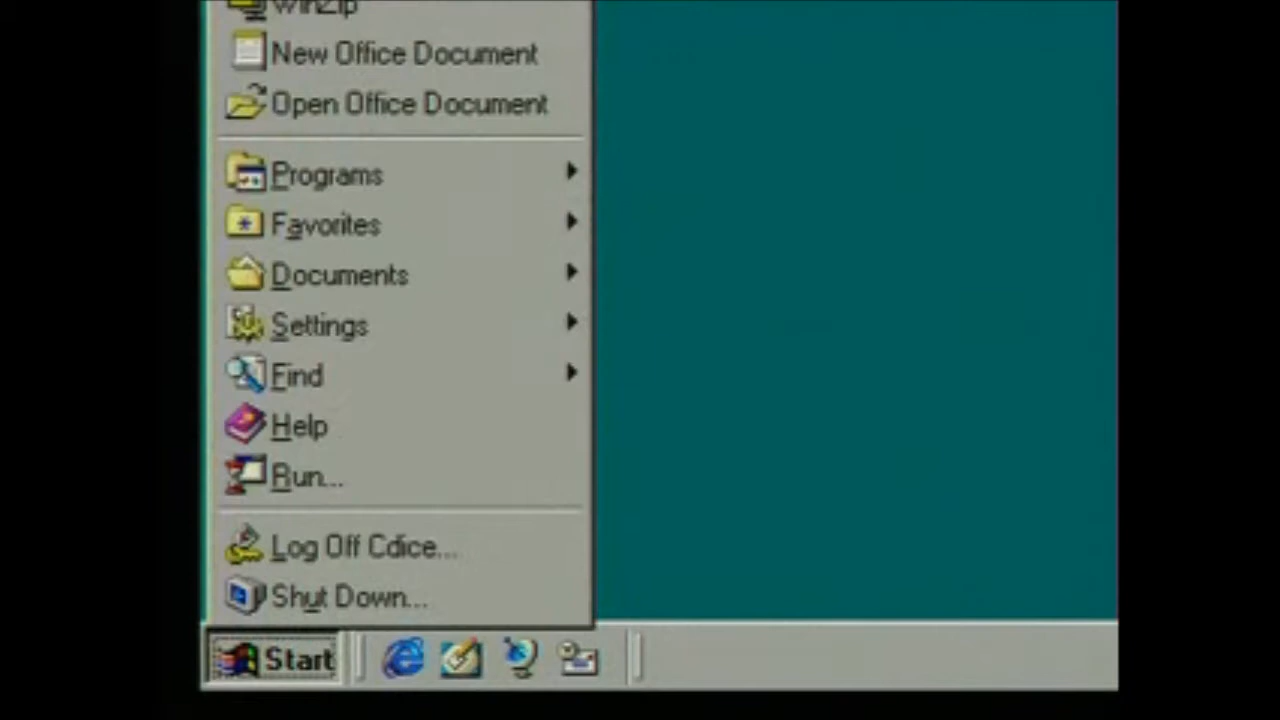 WinZip
New Office Document
Open Office Document
Programs
Favorites
Documents
Settings
Find
Help
Run...
Log Off Cdice...
Shut Down...
Start